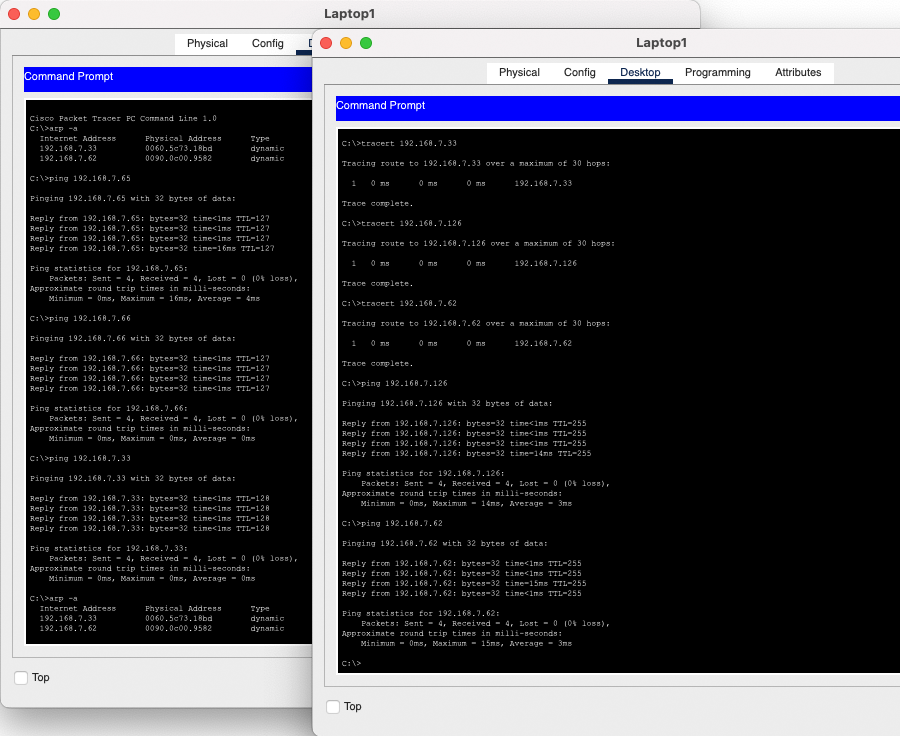 Laptop1
Physical Config
Command Prompt
Cisco Packet Tracer PC Command Line 1.0
C:\>arp -a
Internet Address Physical Address Type
192.168.7.33 0060.5c73.18bd dynamic
192.168.7.62 0090.0c00.9582 dynamic
C:\>ping 192.168.7.65
Pinging 192.168.7.65 with 32 bytes of data:
Reply from 192.168.7.65: bytes=32 time<1ms TTL=127
Reply from 192.168.7.65: bytes=32 time<1ms TTL=127
Reply from 192.168.7.65: bytes=32 time<1ms TTL=127
Reply from 192.168.7.65: bytes=32 time=16ms TTL=127
Ping statistics for 192.168.7.65:
Packets: Sent = 4, Received = 4, Lost = 0 (0% loss),
Approximate round trip times in milli-seconds:
Minimum = 0ms, Maximum = 16ms, Average = 4ms
C:\>ping 192.168.7.66
Pinging 192.168.7.66 with 32 bytes of data:
Reply from 192.168.7.66: bytes=32 time<1ms TTL=127
Reply from 192.168.7.66: bytes=32 time<1ms TTL=127
Reply from 192.168.7.66: bytes=32 time<1ms TTL=127
Reply from 192.168.7.66: bytes=32 time<1ms TTL=127
Ping statistics for 192.168.7.66:
Packets: Sent = 4, Received = 4, Lost = 0 (0% loss),
Approximate round trip times in milli-seconds:
Minimum = 0ms, Maximum = 0ms, Average = 0ms
C:\>ping 192.168.7.33
Pinging 192.168.7.33 with 32 bytes of data:
Reply from 192.168.7.33: bytes=32 time<1ms TTL=128
Reply from 192.168.7.33: bytes=32 time<1ms TTL=128
Reply from 192.168.7.33: bytes=32 time<1ms TTL=128
Reply from 192.168.7.33: bytes=32 time<1ms TTL=128
Ping statistics for 192.168.7.33:
Packets: Sent = 4, Received = 4, Lost = 0 (0% loss),
Approximate round trip times in milli-seconds:
Minimum = 0ms, Maximum = 0ms, Average = 0ms
C:\>arp -a
Internet Address Physical Address Type
192.168.7.33 0060.5c73.18bd dynamic
192.168.7.62 0090.0c00.9582 dynamic
Top
Laptop1
Physical Config Desktop Programming Attributes
Command Prompt
C:\>tracert 192.168.7.33
Tracing route to 192.168.7.33 over a maximum of 30 hops:
1 0 ms 0 ms 0 ms 192.168.7.33
Trace complete.
C:\>tracert 192.168.7.126
Tracing route to 192.168.7.126 over a maximum of 30 hops:
1 0 ms 0 ms 0 ms 192.168.7.126
Trace complete.
C:\>tracert 192.168.7.62
Tracing route to 192.168.7.62 over a maximum of 30 hops:
1 0 ms 0 ms 0 ms 192.168.7.62
Trace complete.
C:\>ping 192.168.7.126
Pinging 192.168.7.126 with 32 bytes of data:
Reply from 192.168.7.126: bytes=32 time<1ms TTL=255
Reply from 192.168.7.126: bytes=32 time<1ms TTL=255
Reply from 192.168.7.126: bytes=32 time<1ms TTL=255
Reply from 192.168.7.126: bytes=32 time=14ms TTL=255
Ping statistics for 192.168.7.126:
Packets: Sent = 4, Received = 4, Lost = 0 (0% loss),
Approximate round trip times in milli-seconds:
Minimum = 0ms, Maximum = 14ms, Average = 3ms
C:\>ping 192.168.7.62
Pinging 192.168.7.62 with 32 bytes of data:
Reply from 192.168.7.62: bytes=32 time<1ms TTL=255
Reply from 192.168.7.62: bytes=32 time<1ms TTL=255
Reply from 192.168.7.62: bytes=32 time=15ms TTL=255
Reply from 192.168.7.62: bytes=32 time<1ms TTL=255
Ping statistics for 192.168.7.62:
Packets: Sent = 4, Received = 4, Lost = 0 (0% loss),
Approximate round trip times in milli-seconds:
Minimum = 0ms, Maximum = 15ms, Average = 3ms
C:\>
Top